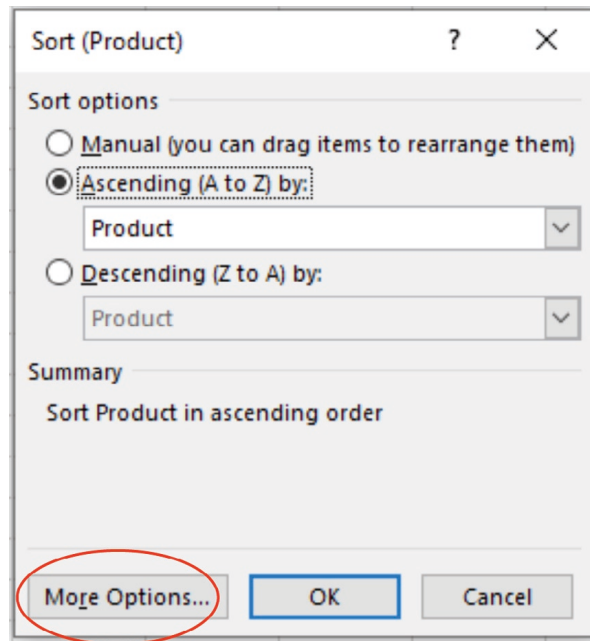 Sort (Product) ?
Sort options
Manual (you can drag items to rearrange them)
Ascending (A to Z) by:
Product
Descending (Z to A) by:
Product
Summary
Sort Product in ascending order
More Options... OK Cancel